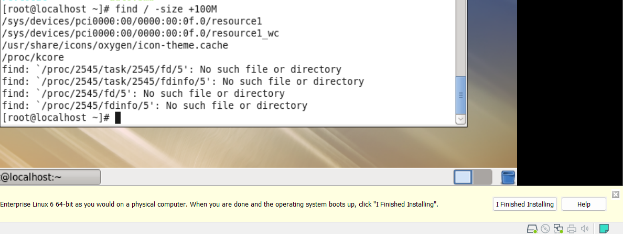 [root@localhost ~]# find / -size +100M
/sys/devices/pci0000:00/0000:00:0f.0/resource1
/sys/devices/pci0000:00/0000:00:0f.0/resource1_wc
/usr/share/icons/oxygen/icon-theme.cache
/proc/kcore
find: `/proc/2545/task/2545/fd/5': No such file or directory
find: `/proc/2545/task/2545/fdinfo/5': No such file or directory
find: `/proc/2545/fd/5': No such file or directory
find: `/proc/2545/fdinfo/5': No such file or directory
[root@localhost ~]#
@localhost:~
Enterprise Linux 6 64-bit as you would on a physical computer. When you are done and the operating system boots up, click "I Finished Installing". I Finished Installing Help